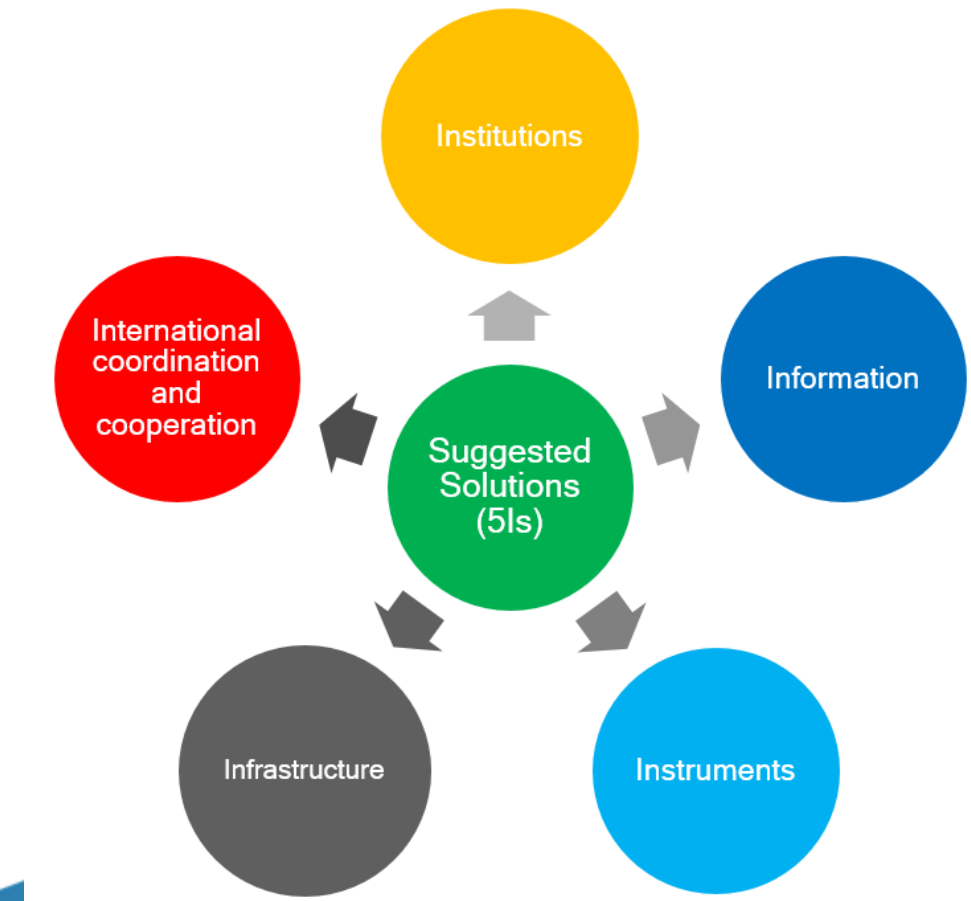 Institutions
International
coordination
and
cooperation
Information
Suggested
Solutions
(5Is)
Infrastructure
Instruments